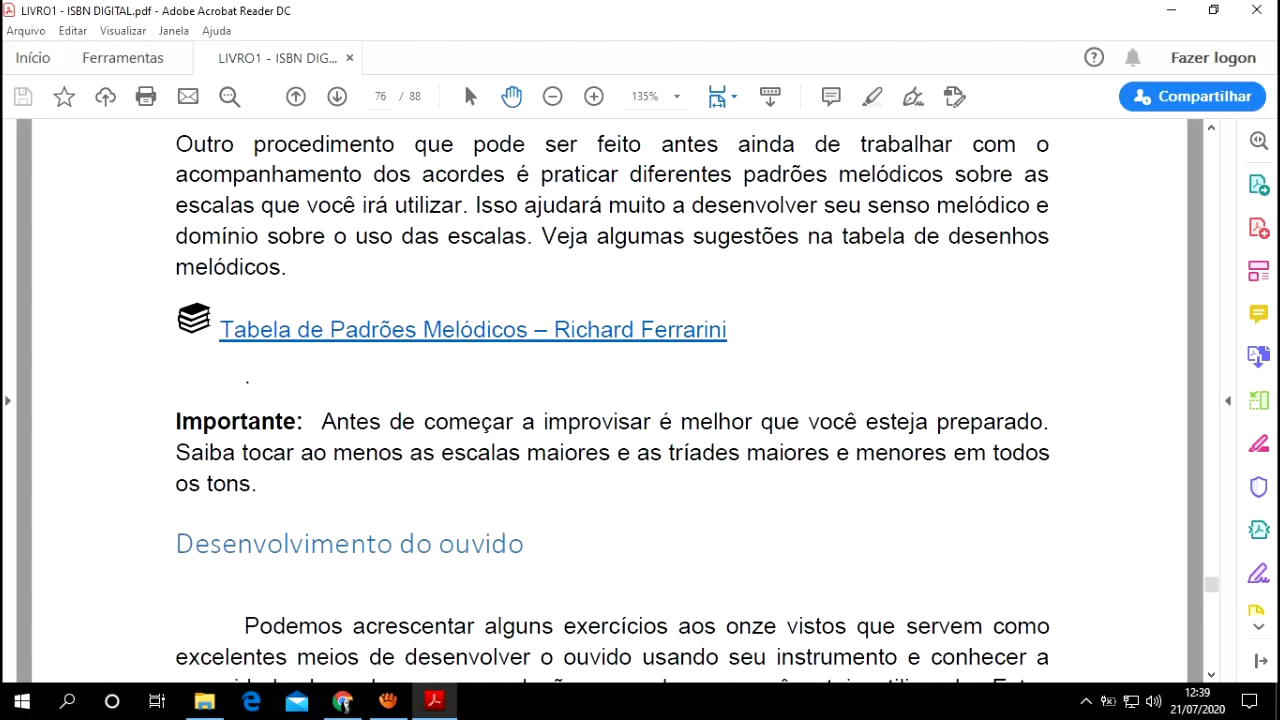 LIVRO1 - ISBN DIGITAL.pdf - Adobe Acrobat Reader DC
Arquivo Editar Visualizar Janela Ajuda
Início Ferramentas LIVRO1 - ISBN DIG... Fazer logon
76 / 88 135% Compartilhar
Outro procedimento que pode ser feito antes ainda de trabalhar com o
acompanhamento dos acordes é praticar diferentes padrões melódicos sobre as
escalas que você irá utilizar. Isso ajudará muito a desenvolver seu senso melódico e
domínio sobre o uso das escalas. Veja algumas sugestões na tabela de desenhos
melódicos.
Tabela de Padrões Melódicos – Richard Ferrarini
.
Importante: Antes de começar a improvisar é melhor que você esteja preparado.
Saiba tocar ao menos as escalas maiores e as tríades maiores e menores em todos
os tons.
Desenvolvimento do ouvido
Podemos acrescentar alguns exercícios aos onze vistos que servem como
excelentes meios de desenvolver o ouvido usando seu instrumento e conhecer a
12:39
21/07/2020